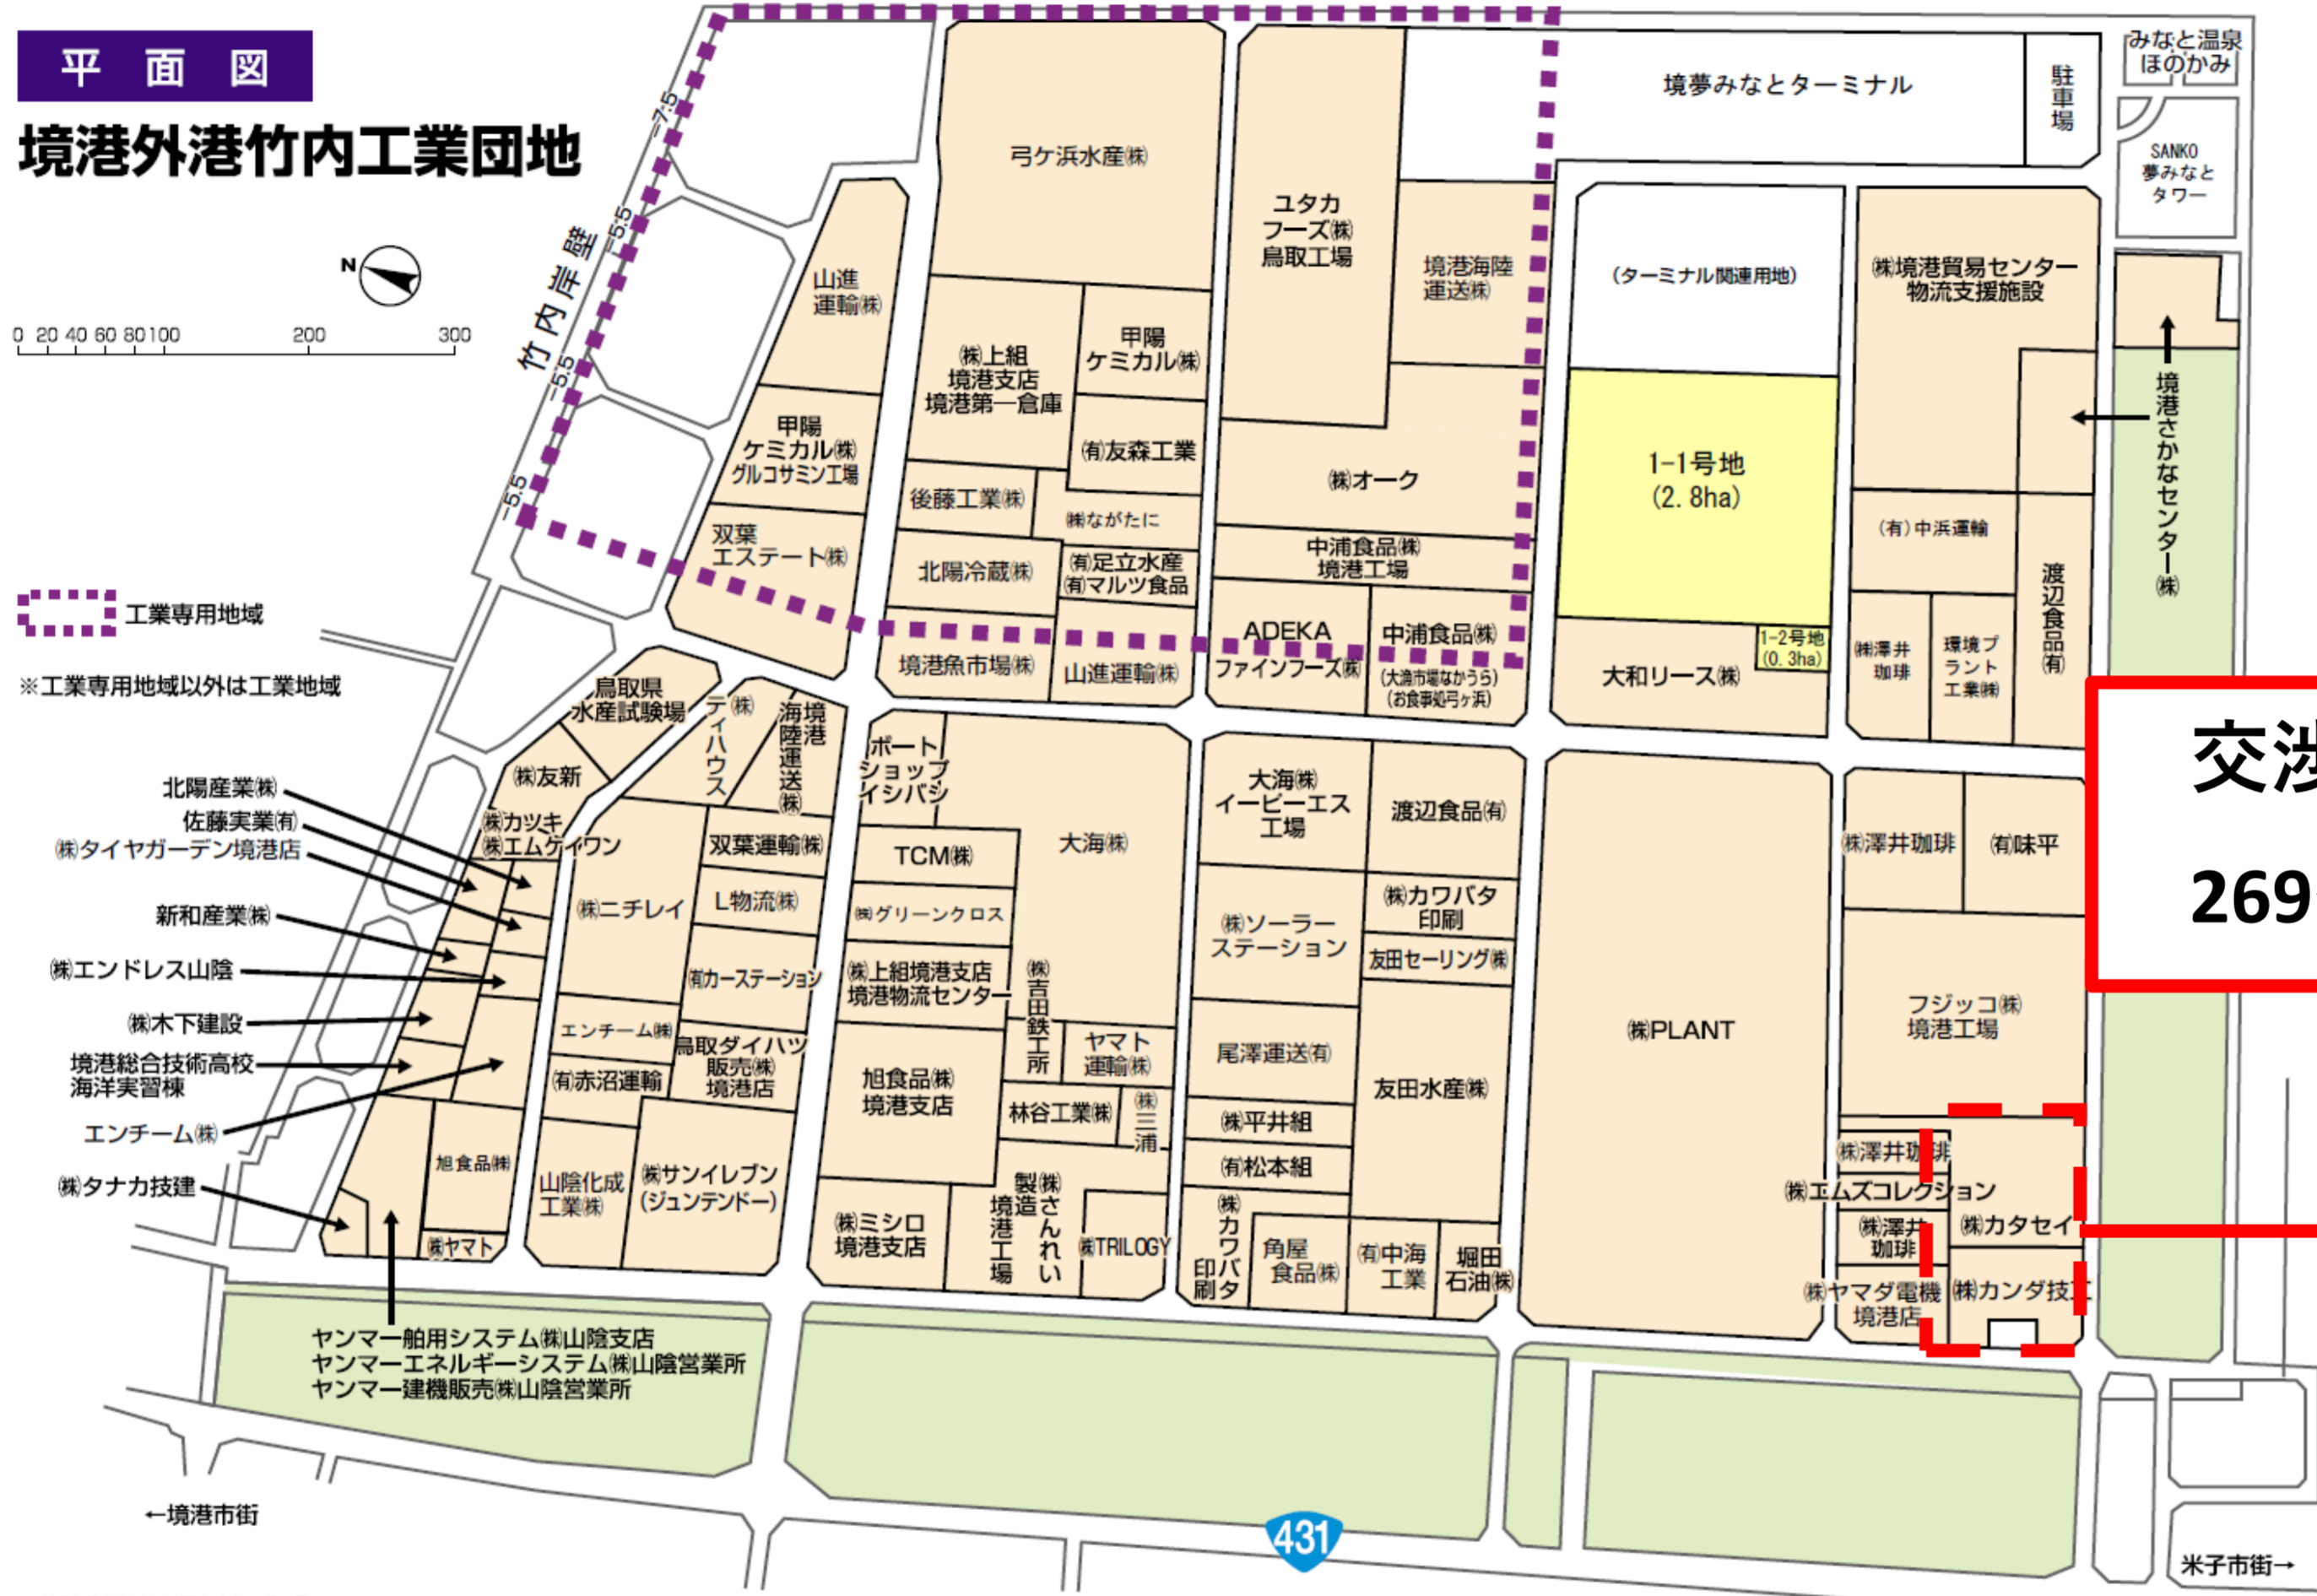 平面図
境港外港竹内工業団地
N
0 20 40 60 80 100 200 300
竹内岸壁
-7.5
-5.5
-5.5
-5.5
工業専用地域
※工業専用地域以外は工業地域
弓ケ浜水産㈱
ユタカ
フーズ㈱
鳥取工場
境夢みなとターミナル
駐車場
みなと温泉
ほのかみ
SANKO
夢みなと
タワー
境港海陸
運送㈱
(ターミナル関連用地)
㈱境港貿易センター
物流支援施設
境港さかなセンター㈱
山進
運輸㈱
甲陽
ケミカル㈱
グルコサミン工場
双葉
エステート㈱
㈱上組
境港支店
境港第一倉庫
甲陽
ケミカル㈱
㈲友森工業
後藤工業㈱
㈱ながたに
北陽冷蔵㈱
㈲足立水産
㈲マルツ食品
境港魚市場㈱
山進運輸㈱
㈱オーク
中浦食品㈱
境港工場
ADEKA
ファインフーズ㈱
中浦食品㈱
(大漁市場なかうら)
(お食事処弓ヶ浜)
1-1号地
(2.8ha)
1-2号地
(0.3ha)
大和リース㈱
(有)中浜運輸
㈱澤井
珈琲
環境プ
ラント
工業㈱
渡辺食品㈲
鳥取県
水産試験場
㈱友新
㈱カツキ
㈱エムケイワン
ティハウス㈱
境港
海陸運送㈱
北陽産業㈱
佐藤実業㈲
㈱タイヤガーデン境港店
新和産業㈱
㈱エンドレス山陰
㈱木下建設
境港総合技術高校
海洋実習棟
エンチーム㈱
㈱タナカ技建
旭食品㈱
㈱ヤマト
ヤンマー舶用システム㈱山陰支店
ヤンマーエネルギーシステム㈱山陰営業所
ヤンマー建機販売㈱山陰営業所
㈱ニチレイ
双葉運輸㈱
L物流㈱
㈲カーステーション
エンチーム㈱
㈲赤沼運輸
鳥取ダイハツ
販売㈱
境港店
山陰化成
工業㈱
㈱サンイレブン
(ジュンテンドー)
ボート
ショップ
イシバシ
大海㈱
TCM㈱
㈱グリーンクロス
㈱上組境港支店
境港物流センター
㈱吉田鉄工所
ヤマト
運輸㈱
旭食品㈱
境港支店
林谷工業㈱
㈱三浦
㈱ミシロ
境港支店
㈱さんれい
製造
境港工場
㈱TRILOGY
大海㈱
イーピーエス
工場
渡辺食品㈲
㈱カワバタ
印刷
㈱ソーラー
ステーション
友田セーリング㈱
尾澤運送㈲
友田水産㈱
㈱平井組
㈲松本組
㈱カワバタ
印刷
角屋
食品㈱
㈲中海
工業
堀田
石油㈱
㈱PLANT
㈱澤井珈琲
㈲味平
フジッコ㈱
境港工場
㈱澤井珈琲
㈱エムズコレクション
㈱澤井
珈琲
㈱カタセイ
㈱ヤマダ電機
境港店
㈱カンダ技工
交渉
269
431
←境港市街
米子市街→